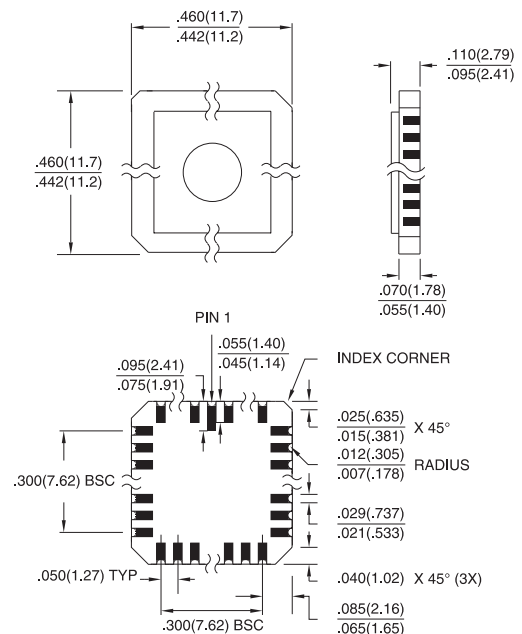 .460(11.7)
.442(11.2)
.110(2.79)
.095(2.41)
.460(11.7)
.442(11.2)
.070(1.78)
.055(1.40)
PIN 1
.055(1.40)
.045(1.14)
INDEX CORNER
.095(2.41)
.075(1.91)
.025(.635)
.015(.381)
X 45°
.012(.305)
.007(.178)
RADIUS
.300(7.62) BSC
.029(.737)
.021(.533)
.050(1.27) TYP
.040(1.02) X 45° (3X)
.300(7.62) BSC
.085(2.16)
.065(1.65)